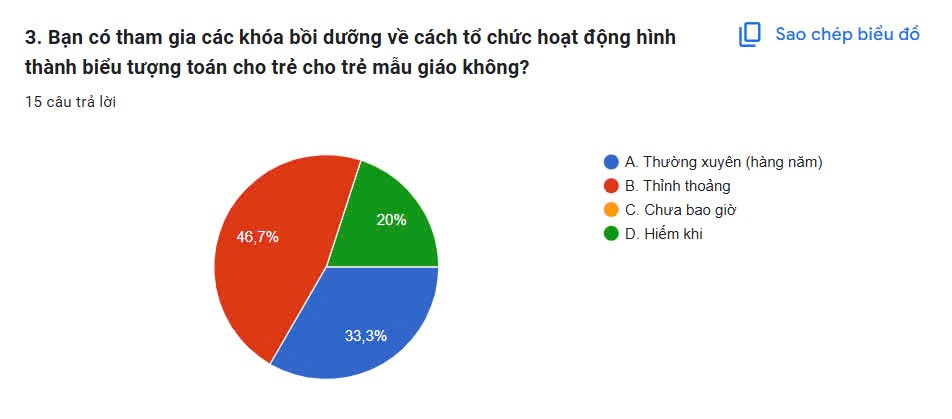 3. Bạn có tham gia các khóa bồi dưỡng về cách tổ chức hoạt động hình
thành biểu tượng toán cho trẻ cho trẻ mẫu giáo không?
Sao chép biểu đồ
15 câu trả lời
A. Thường xuyên (hàng năm)
B. Thỉnh thoảng
C. Chưa bao giờ
D. Hiếm khi
20%
46,7%
33,3%